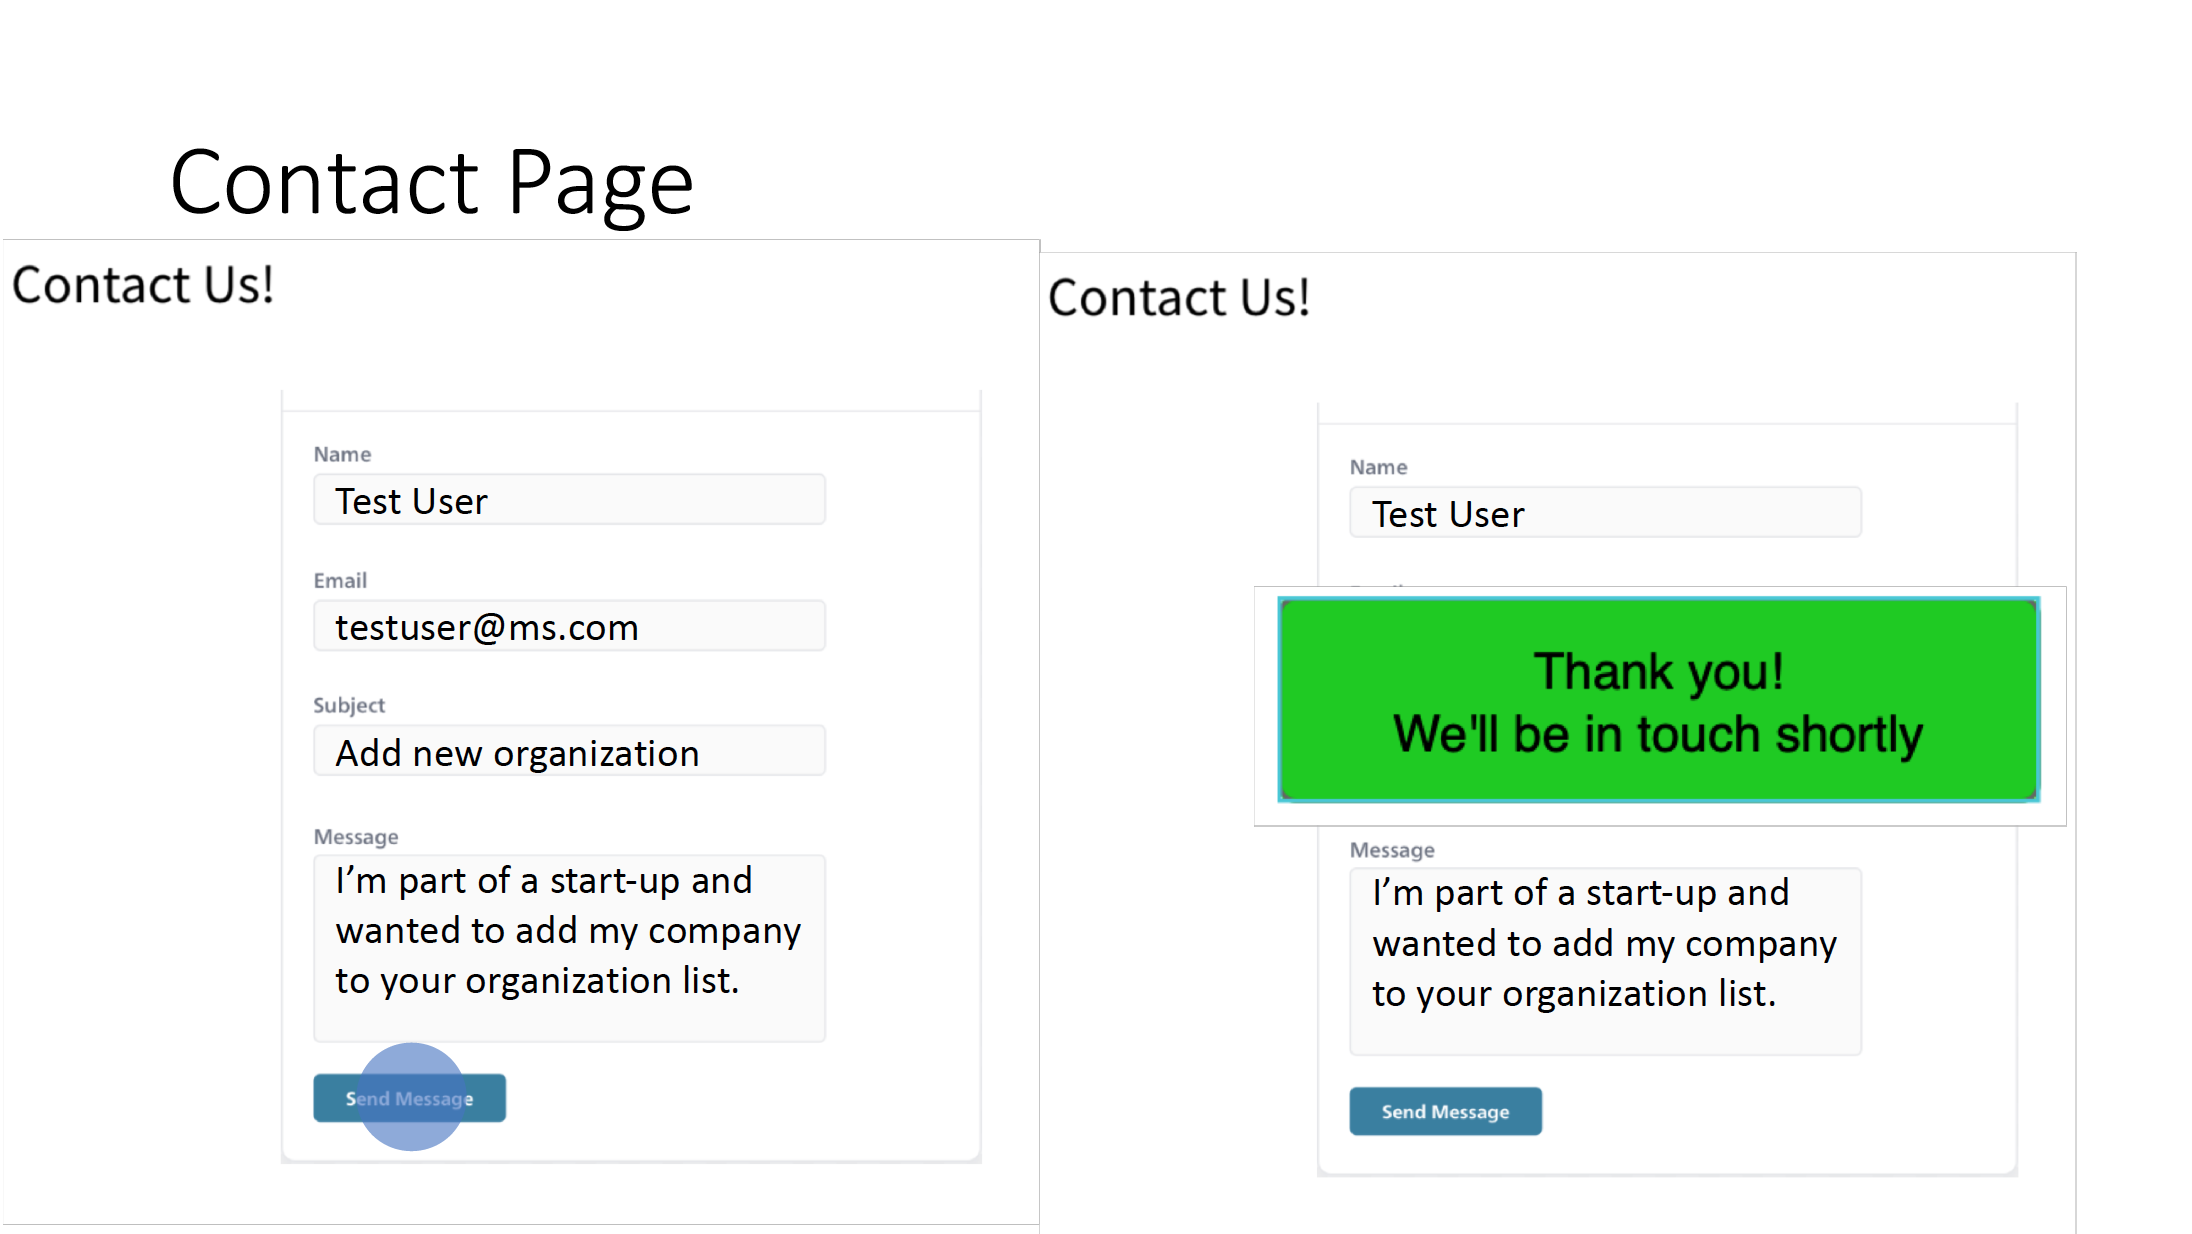 Contact Page
Contact Us!
Name
Test User
Email
testuser@ms.com
Subject
Add new organization
Message
I’m part of a start-up and
wanted to add my company
to your organization list.
Send Message
Contact Us!
Name
Test User
Thank you!
We'll be in touch shortly
Message
I’m part of a start-up and
wanted to add my company
to your organization list.
Send Message